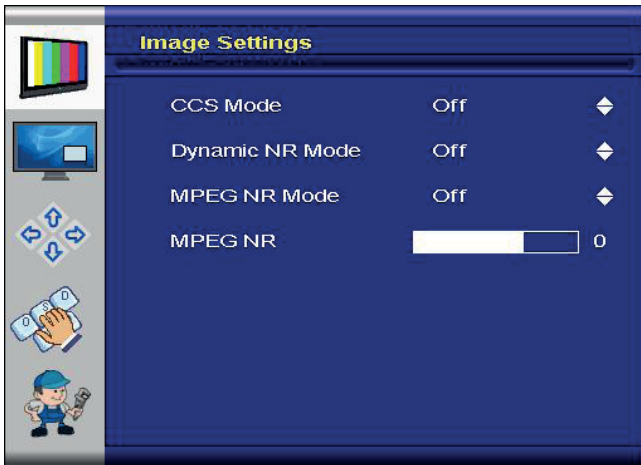 Image Settings
CCS Mode Off
Dynamic NR Mode Off
MPEG NR Mode Off
MPEG NR 0
O S D